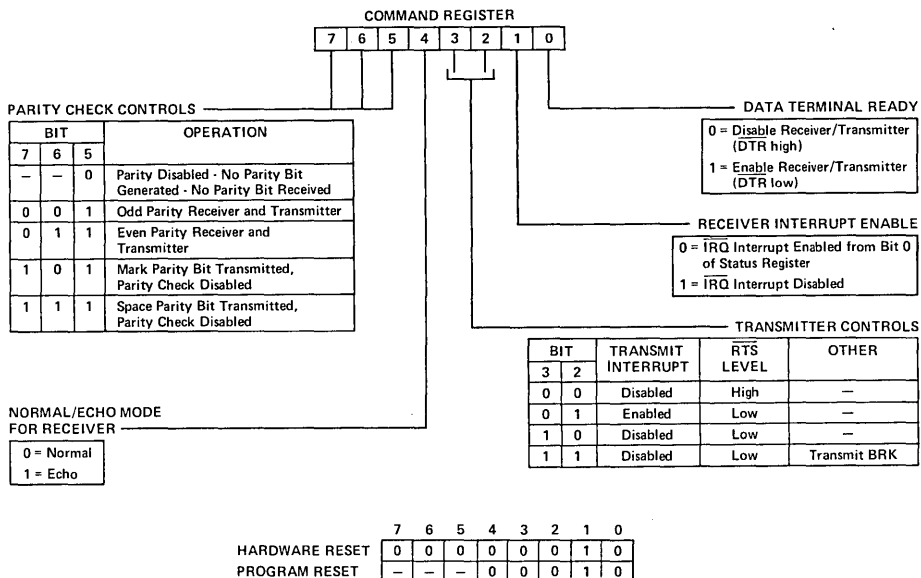 COMMAND REGISTER
7 6 5 4 3 2 1 0
PARITY CHECK CONTROLS
BIT OPERATION
7 6 5
– – 0 Parity Disabled - No Parity Bit
Generated - No Parity Bit Received
0 0 1 Odd Parity Receiver and Transmitter
0 1 1 Even Parity Receiver and
Transmitter
1 0 1 Mark Parity Bit Transmitted,
Parity Check Disabled
1 1 1 Space Parity Bit Transmitted,
Parity Check Disabled
NORMAL/ECHO MODE
FOR RECEIVER
0 = Normal
1 = Echo
DATA TERMINAL READY
0 = Disable Receiver/Transmitter
(D̅T̅R̅ high)
1 = Enable Receiver/Transmitter
(D̅T̅R̅ low)
RECEIVER INTERRUPT ENABLE
0 = I̅R̅Q̅ Interrupt Enabled from Bit 0
of Status Register
1 = I̅R̅Q̅ Interrupt Disabled
TRANSMITTER CONTROLS
BIT TRANSMIT R̅T̅S̅ OTHER
3 2 INTERRUPT LEVEL
0 0 Disabled High –
0 1 Enabled Low –
1 0 Disabled Low –
1 1 Disabled Low Transmit BRK
7 6 5 4 3 2 1 0
HARDWARE RESET 0 0 0 0 0 0 1 0
PROGRAM RESET – – – 0 0 0 1 0